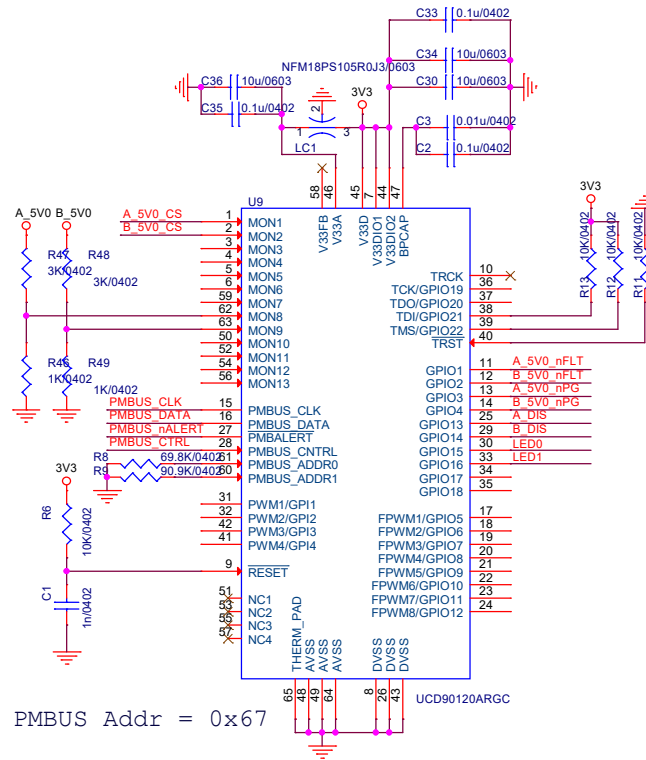 C33 0.1u/0402
C34 10u/0603
C30 10u/0603
NFM18PS105R0J3/0603
C36 10u/0603
C35 0.1u/0402
3V3
2
1 3
LC1
C3 0.01u/0402
C2 0.1u/0402
58 46 45 7 44 47
U9
V33FB V33A V33D V33DIO1 V33DIO2 BPCAP
A_5V0 B_5V0
R47 3K/0402
R48 3K/0402
R46 1K/0402
R49 1K/0402
A_5V0_CS 1 MON1
B_5V0_CS 2 MON2
3 MON3
4 MON4
5 MON5
6 MON6
59 MON7
62 MON8
63 MON9
50 MON10
52 MON11
54 MON12
56 MON13
PMBUS_CLK 15 PMBUS_CLK
PMBUS_DATA 16 PMBUS_DATA
PMBUS_nALERT 27 PMBALERT
PMBUS_CTRL 28 PMBUS_CNTRL
R8 69.8K/0402 61 PMBUS_ADDR0
R9 90.9K/0402 60 PMBUS_ADDR1
31 PWM1/GPI1
32 PWM2/GPI2
42 PWM3/GPI3
41 PWM4/GPI4
3V3
R6 10K/0402
9 RESET
C1 1n/0402
51 NC1
53 NC2
55 NC3
57 NC4
3V3
R13 10K/0402
R12 10K/0402
R11 10K/0402
TRCK 10
TCK/GPIO19 36
TDO/GPIO20 37
TDI/GPIO21 38
TMS/GPIO22 39
TRST 40
GPIO1 11 A_5V0_nFLT
GPIO2 12 B_5V0_nFLT
GPIO3 13 A_5V0_nPG
GPIO4 14 B_5V0_nPG
GPIO13 25 A_DIS
GPIO14 29 B_DIS
GPIO15 30 LED0
GPIO16 33 LED1
GPIO17 34
GPIO18 35
FPWM1/GPIO5 17
FPWM2/GPIO6 18
FPWM3/GPIO7 19
FPWM4/GPIO8 20
FPWM5/GPIO9 21
FPWM6/GPIO10 22
FPWM7/GPIO11 23
FPWM8/GPIO12 24
THERM_PAD AVSS AVSS AVSS DVSS DVSS DVSS
65 48 49 64 8 26 43
UCD90120ARGC
PMBUS Addr = 0x67